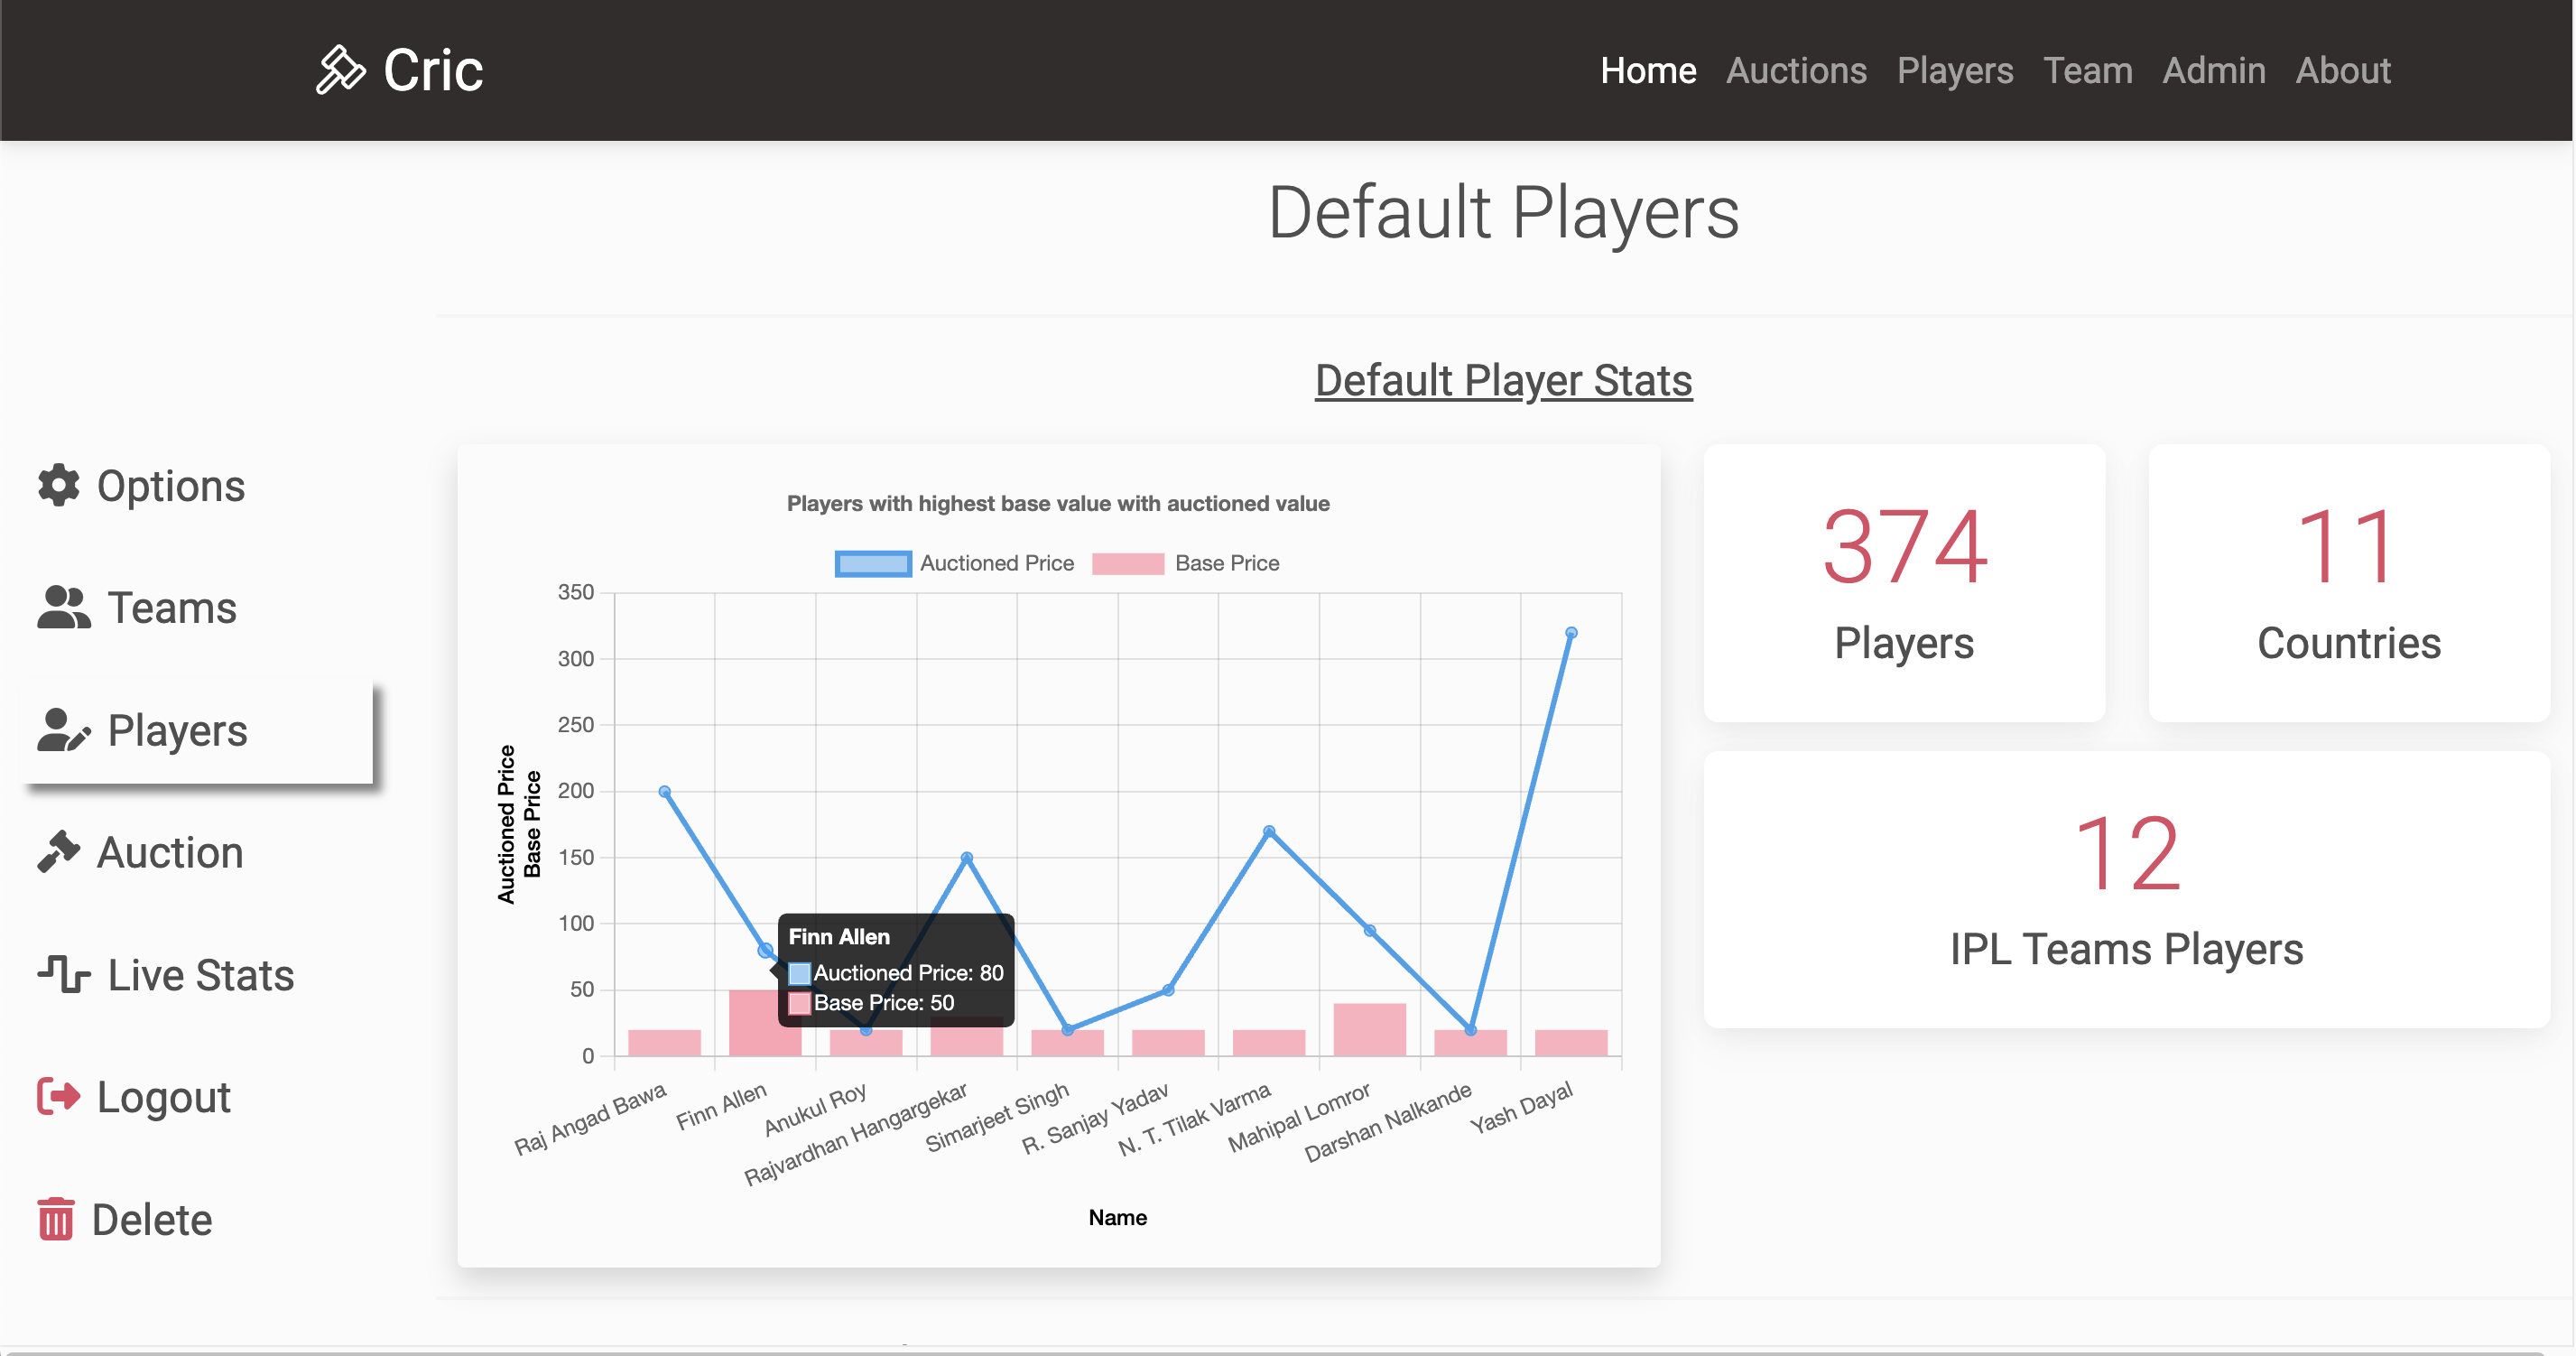 Cric
Home Auctions Players Team Admin About
Default Players
Default Player Stats
Options
Teams
Players
Auction
Live Stats
Logout
Delete
Players with highest base value with auctioned value
Auctioned Price Base Price
350
300
250
200
150
100
50
0
Auctioned Price
Base Price
Finn Allen
Auctioned Price: 80
Base Price: 50
Raj Angad Bawa
Finn Allen
Anukul Roy
Rajvardhan Hangargekar
Simarjeet Singh
R. Sanjay Yadav
N. T. Tilak Varma
Mahipal Lomror
Darshan Nalkande
Yash Dayal
Name
374
Players
11
Countries
12
IPL Teams Players